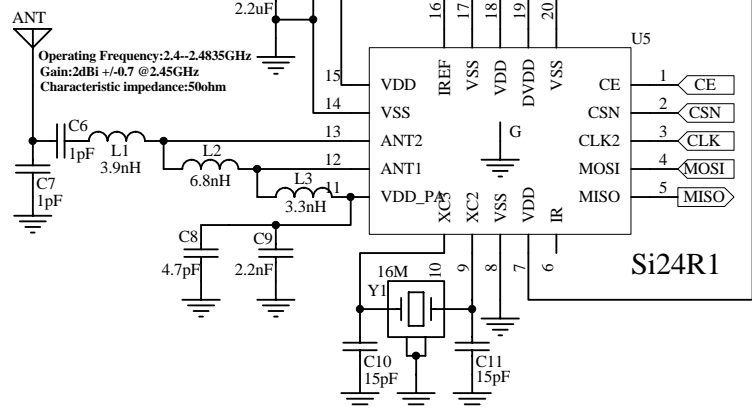 ANT
2.2uF
16
17
18
19
20
U5
Operating Frequency:2.4--2.4835GHz
Gain:2dBi +/-0.7 @2.45GHz
Characteristic impedance:50ohm
15
VDD
IREF
VSS
VDD
DVDD
VSS
CE
1
CE
14
VSS
CSN
2
CSN
C6
1pF
L1
3.9nH
13
ANT2
G
CLK2
3
CLK
L2
6.8nH
12
ANT1
MOSI
4
MOSI
C7
1pF
L3
3.3nH
11
VDD_PA
XC3
XC2
VSS
VDD
IR
MISO
5
MISO
C8
4.7pF
C9
2.2nF
10
9
8
7
6
Si24R1
16M
Y1
C10
15pF
C11
15pF